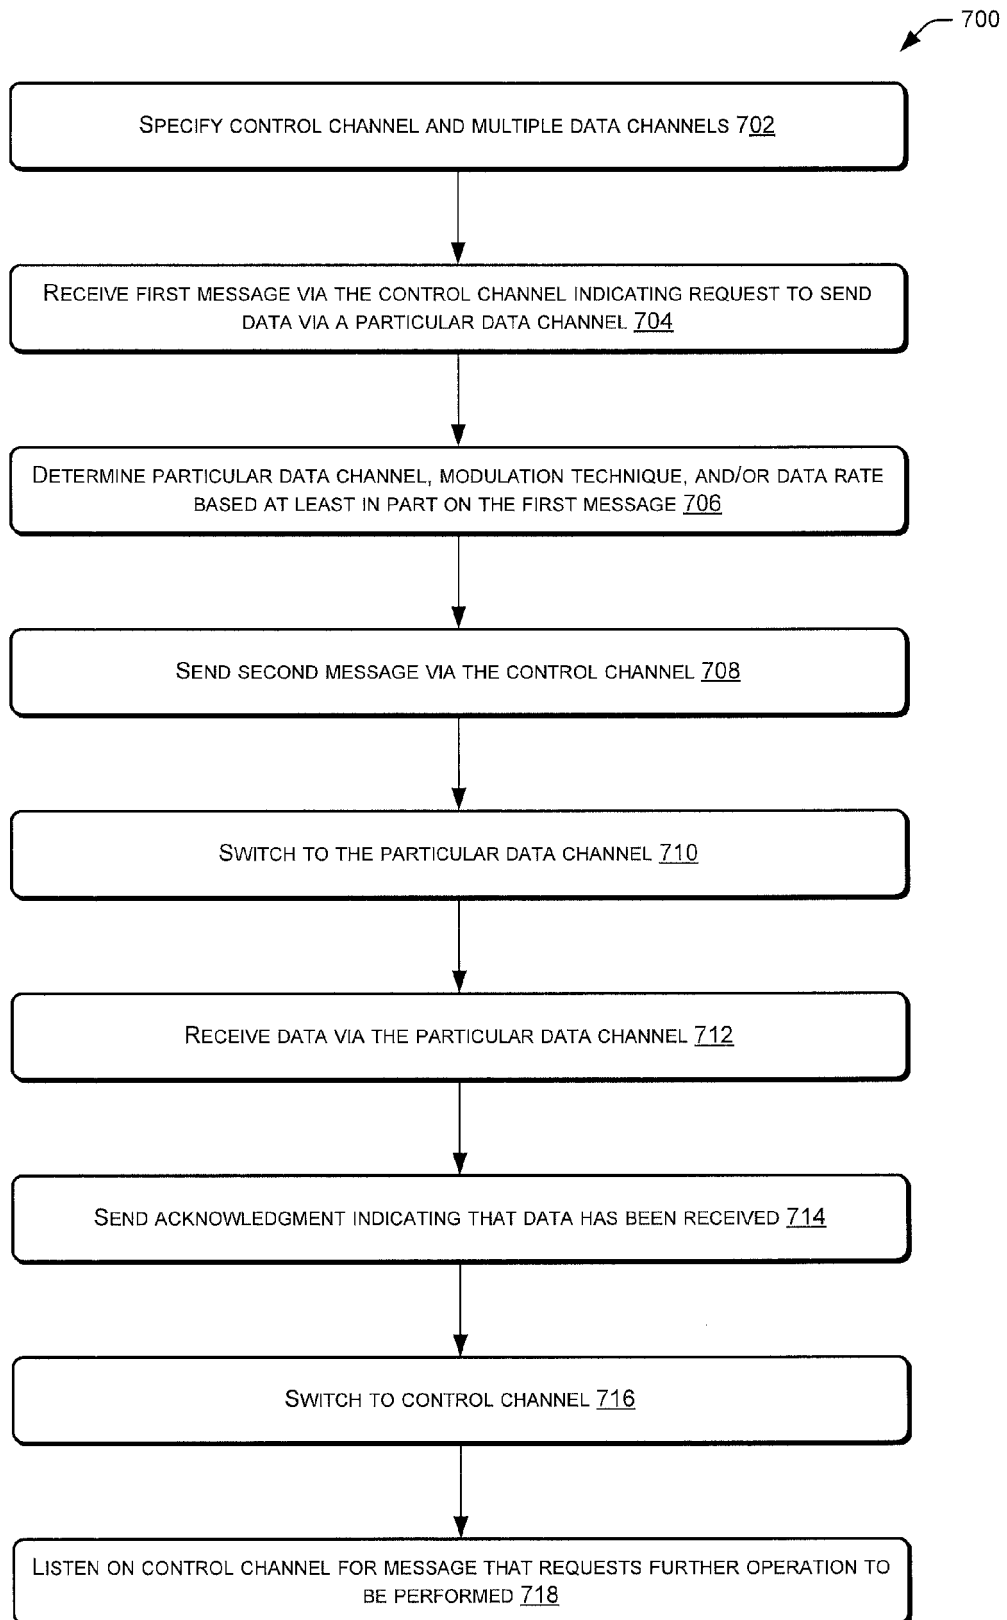 700
SPECIFY CONTROL CHANNEL AND MULTIPLE DATA CHANNELS 702
RECEIVE FIRST MESSAGE VIA THE CONTROL CHANNEL INDICATING REQUEST TO SEND
DATA VIA A PARTICULAR DATA CHANNEL 704
DETERMINE PARTICULAR DATA CHANNEL, MODULATION TECHNIQUE, AND/OR DATA RATE
BASED AT LEAST IN PART ON THE FIRST MESSAGE 706
SEND SECOND MESSAGE VIA THE CONTROL CHANNEL 708
SWITCH TO THE PARTICULAR DATA CHANNEL 710
RECEIVE DATA VIA THE PARTICULAR DATA CHANNEL 712
SEND ACKNOWLEDGMENT INDICATING THAT DATA HAS BEEN RECEIVED 714
SWITCH TO CONTROL CHANNEL 716
LISTEN ON CONTROL CHANNEL FOR MESSAGE THAT REQUESTS FURTHER OPERATION TO
BE PERFORMED 718